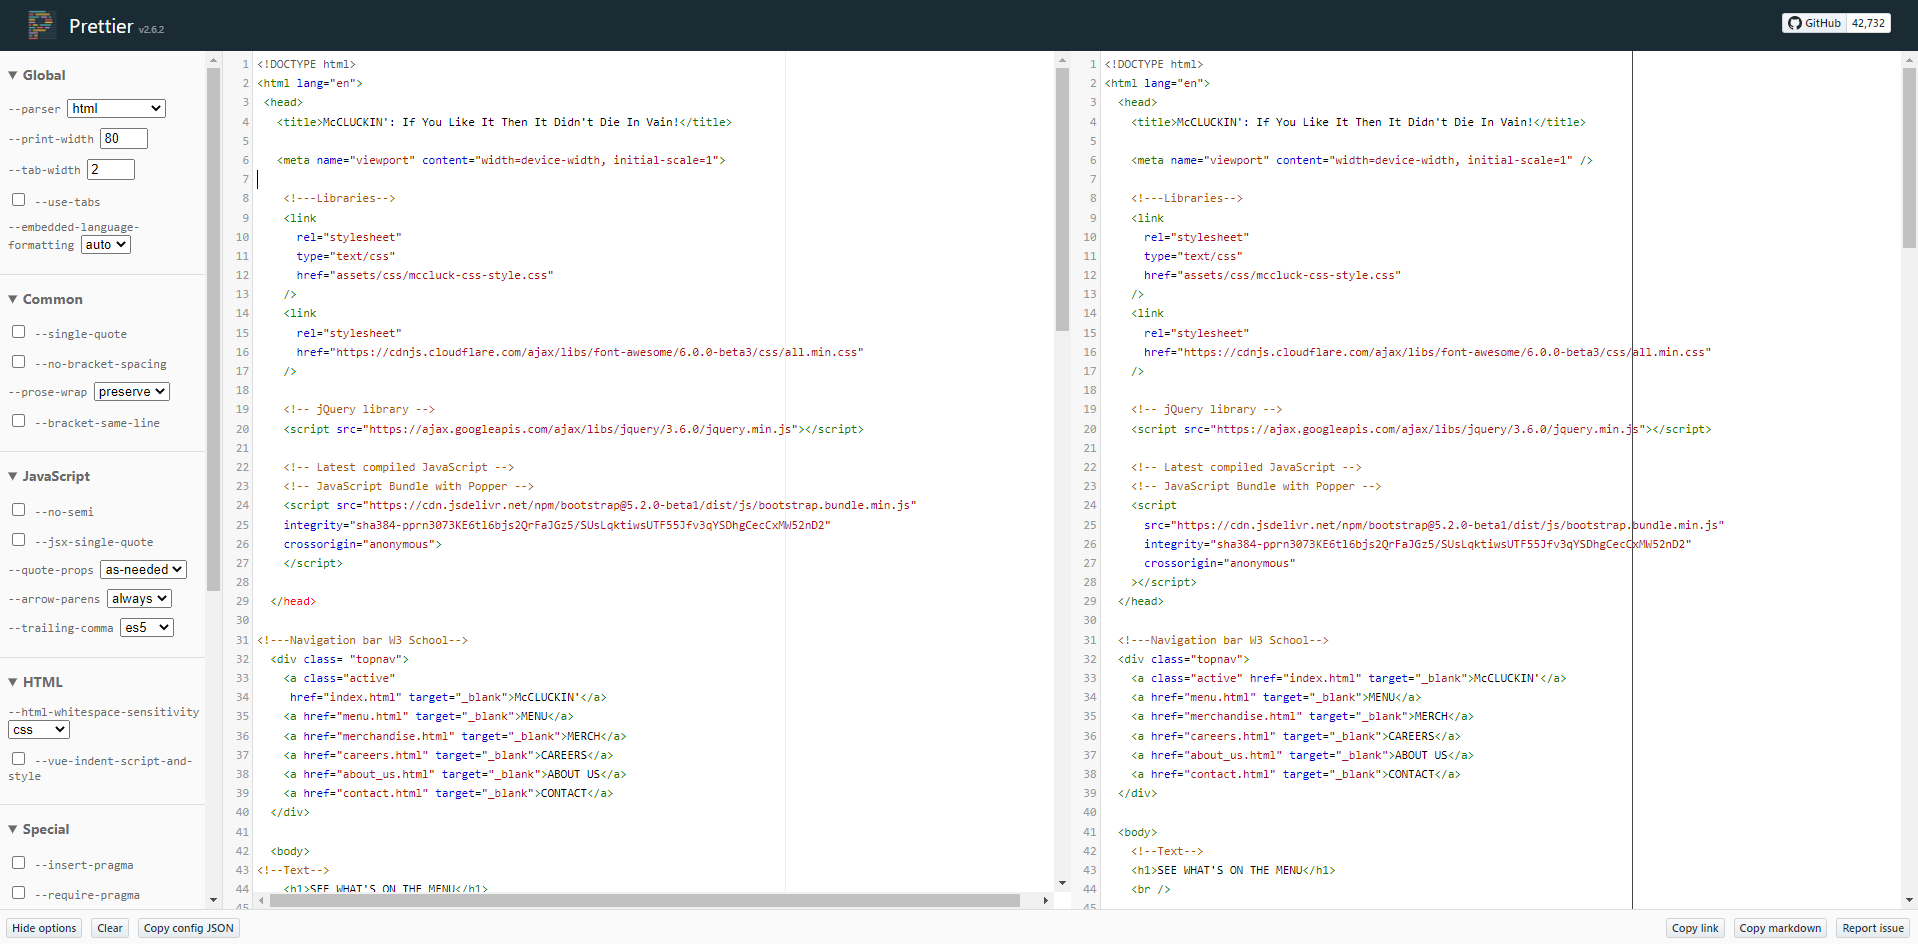 Prettier v2.6.2
GitHub 42,732
▼ Global
--parser html
--print-width 80
--tab-width 2
--use-tabs
--embedded-language-
formatting auto
▼ Common
--single-quote
--no-bracket-spacing
--prose-wrap preserve
--bracket-same-line
▼ JavaScript
--no-semi
--jsx-single-quote
--quote-props as-needed
--arrow-parens always
--trailing-comma es5
▼ HTML
--html-whitespace-sensitivity
css
--vue-indent-script-and-
style
▼ Special
--insert-pragma
--require-pragma
1 <!DOCTYPE html>
2 <html lang="en">
3 <head>
4 <title>McCLUCKIN': If You Like It Then It Didn't Die In Vain!</title>
5
6 <meta name="viewport" content="width=device-width, initial-scale=1">
7
8 <!---Libraries-->
9 <link
10 rel="stylesheet"
11 type="text/css"
12 href="assets/css/mccluck-css-style.css"
13 />
14 <link
15 rel="stylesheet"
16 href="https://cdnjs.cloudflare.com/ajax/libs/font-awesome/6.0.0-beta3/css/all.min.css"
17 />
18
19 <!-- jQuery library -->
20 <script src="https://ajax.googleapis.com/ajax/libs/jquery/3.6.0/jquery.min.js"></script>
21
22 <!-- Latest compiled JavaScript -->
23 <!-- JavaScript Bundle with Popper -->
24 <script src="https://cdn.jsdelivr.net/npm/bootstrap@5.2.0-beta1/dist/js/bootstrap.bundle.min.js"
25 integrity="sha384-pprn3073KE6tl6bjs2QrFaJGz5/SUsLqktiwsUTF55Jfv3qYSDhgCecCxMW52nD2"
26 crossorigin="anonymous">
27 </script>
28
29 </head>
30
31 <!---Navigation bar W3 School-->
32 <div class= "topnav">
33 <a class="active"
34 href="index.html" target="_blank">McCLUCKIN'</a>
35 <a href="menu.html" target="_blank">MENU</a>
36 <a href="merchandise.html" target="_blank">MERCH</a>
37 <a href="careers.html" target="_blank">CAREERS</a>
38 <a href="about_us.html" target="_blank">ABOUT US</a>
39 <a href="contact.html" target="_blank">CONTACT</a>
40 </div>
41
42 <body>
43 <!--Text-->
44 <h1>SEE WHAT'S ON THE MENU</h1>
45
1 <!DOCTYPE html>
2 <html lang="en">
3 <head>
4 <title>McCLUCKIN': If You Like It Then It Didn't Die In Vain!</title>
5
6 <meta name="viewport" content="width=device-width, initial-scale=1" />
7
8 <!---Libraries-->
9 <link
10 rel="stylesheet"
11 type="text/css"
12 href="assets/css/mccluck-css-style.css"
13 />
14 <link
15 rel="stylesheet"
16 href="https://cdnjs.cloudflare.com/ajax/libs/font-awesome/6.0.0-beta3/css/all.min.css"
17 />
18
19 <!-- jQuery library -->
20 <script src="https://ajax.googleapis.com/ajax/libs/jquery/3.6.0/jquery.min.js"></script>
21
22 <!-- Latest compiled JavaScript -->
23 <!-- JavaScript Bundle with Popper -->
24 <script
25 src="https://cdn.jsdelivr.net/npm/bootstrap@5.2.0-beta1/dist/js/bootstrap.bundle.min.js"
26 integrity="sha384-pprn3073KE6tl6bjs2QrFaJGz5/SUsLqktiwsUTF55Jfv3qYSDhgCecCxMW52nD2"
27 crossorigin="anonymous"
28 ></script>
29 </head>
30
31 <!---Navigation bar W3 School-->
32 <div class="topnav">
33 <a class="active" href="index.html" target="_blank">McCLUCKIN'</a>
34 <a href="menu.html" target="_blank">MENU</a>
35 <a href="merchandise.html" target="_blank">MERCH</a>
36 <a href="careers.html" target="_blank">CAREERS</a>
37 <a href="about_us.html" target="_blank">ABOUT US</a>
38 <a href="contact.html" target="_blank">CONTACT</a>
39 </div>
40
41 <body>
42 <!--Text-->
43 <h1>SEE WHAT'S ON THE MENU</h1>
44 <br />
45
Hide options Clear Copy config JSON
Copy link Copy markdown Report issue